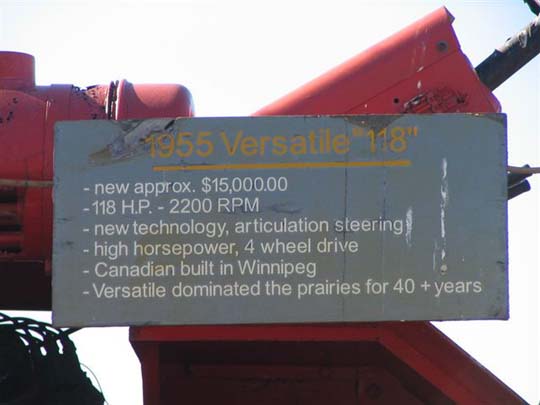 1955 Versatile "118"
- new approx. $15,000.00
-118 H.P. - 2200 RPM
- new technology, articulation steering
- high horsepower, 4 wheel drive
- Canadian built in Winnipeg
- Versatile dominated the prairies for 40 + years